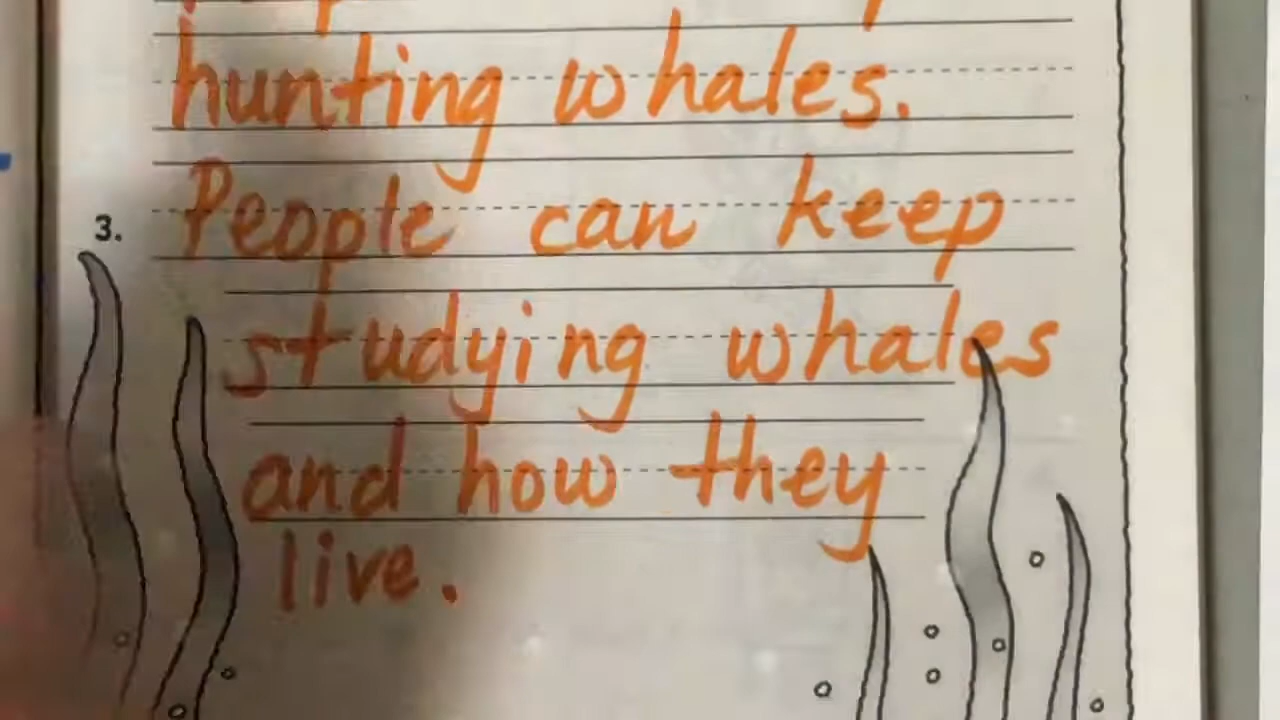 hunting whales.
3. People can keep
studying whales
and how they
live.